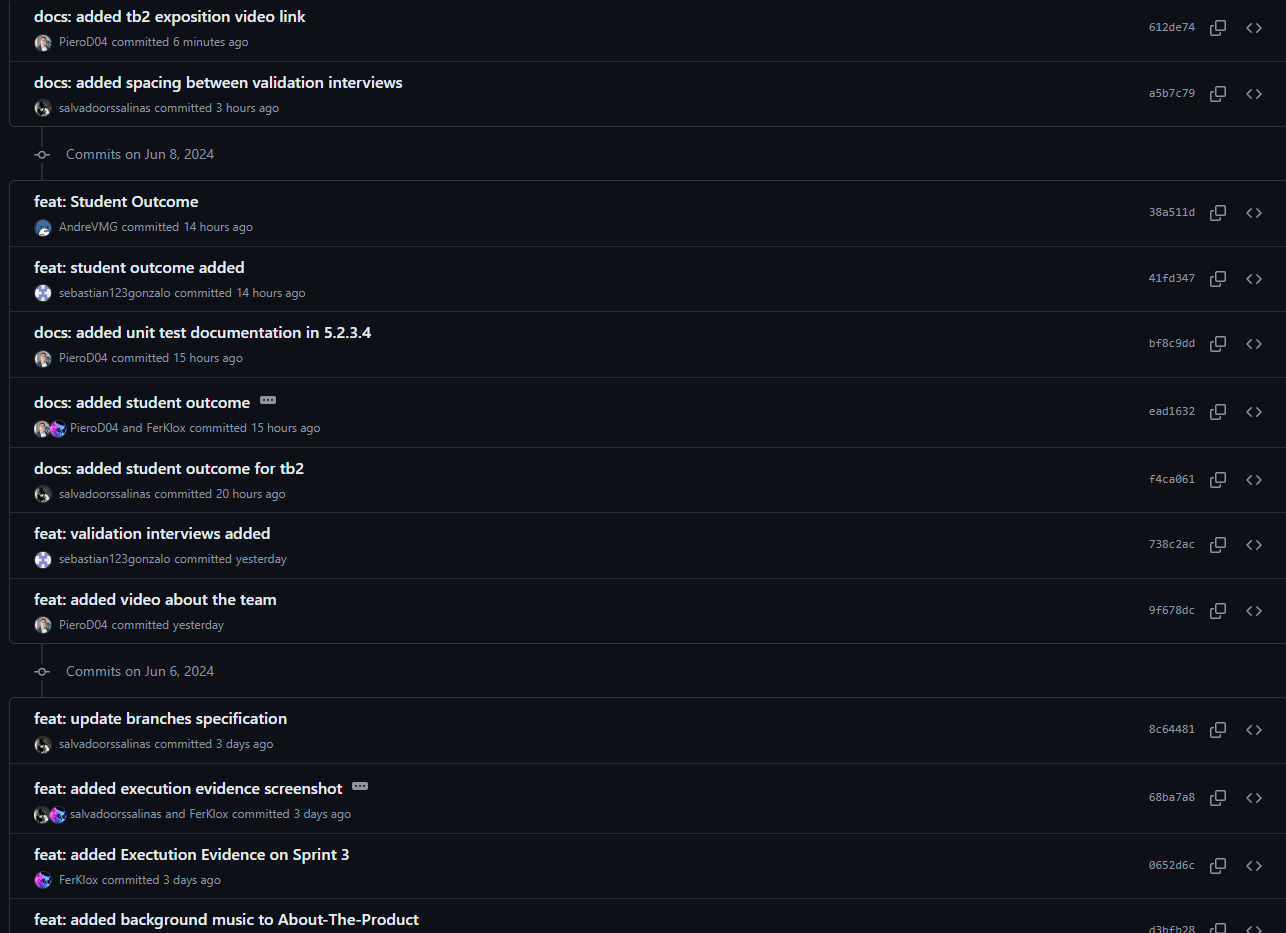 docs: added tb2 exposition video link
612de74
PieroD04 committed 6 minutes ago
docs: added spacing between validation interviews
a5b7c79
salvadoorssalinas committed 3 hours ago
Commits on Jun 8, 2024
feat: Student Outcome
38a511d
AndreVMG committed 14 hours ago
feat: student outcome added
41fd347
sebastian123gonzalo committed 14 hours ago
docs: added unit test documentation in 5.2.3.4
bf8c9dd
PieroD04 committed 15 hours ago
docs: added student outcome
ead1632
PieroD04 and FerKlox committed 15 hours ago
docs: added student outcome for tb2
f4ca061
salvadoorssalinas committed 20 hours ago
feat: validation interviews added
738c2ac
sebastian123gonzalo committed yesterday
feat: added video about the team
9f678dc
PieroD04 committed yesterday
Commits on Jun 6, 2024
feat: update branches specification
8c64481
salvadoorssalinas committed 3 days ago
feat: added execution evidence screenshot
68ba7a8
salvadoorssalinas and FerKlox committed 3 days ago
feat: added Exectution Evidence on Sprint 3
0652d6c
FerKlox committed 3 days ago
feat: added background music to About-The-Product
d3bfb28